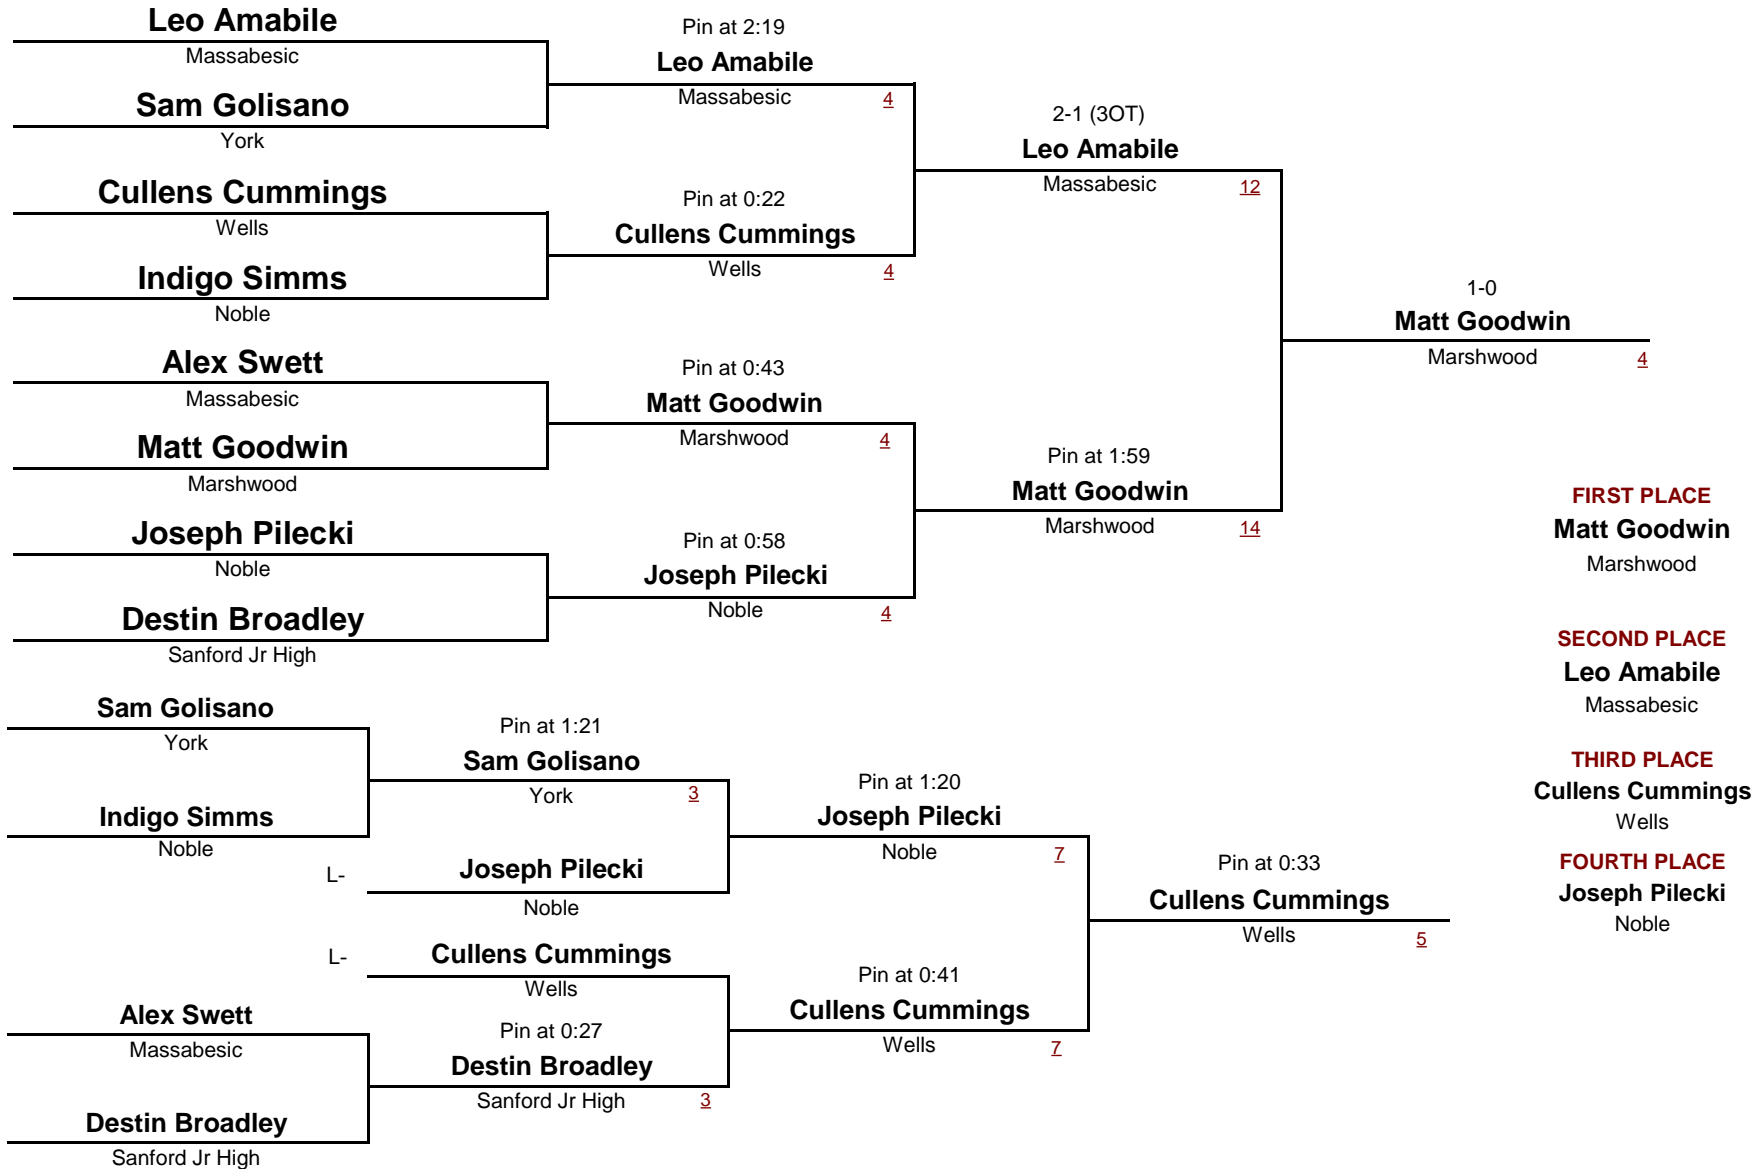 Leo Amabile
Massabesic
Sam Golisano
York
Cullens Cummings
Wells
Indigo Simms
Noble
Alex Swett
Massabesic
Matt Goodwin
Marshwood
Joseph Pilecki
Noble
Destin Broadley
Sanford Jr High
Pin at 2:19
Leo Amabile
Massabesic 4
Pin at 0:22
Cullens Cummings
Wells 4
Pin at 0:43
Matt Goodwin
Marshwood 4
Pin at 0:58
Joseph Pilecki
Noble 4
2-1 (3OT)
Leo Amabile
Massabesic 12
Pin at 1:59
Matt Goodwin
Marshwood 14
1-0
Matt Goodwin
Marshwood 4
FIRST PLACE
Matt Goodwin
Marshwood
SECOND PLACE
Leo Amabile
Massabesic
THIRD PLACE
Cullens Cummings
Wells
FOURTH PLACE
Joseph Pilecki
Noble
Sam Golisano
York
Indigo Simms
Noble
Alex Swett
Massabesic
Destin Broadley
Sanford Jr High
Pin at 1:21
Sam Golisano
York 3
L- Joseph Pilecki
Noble
L- Cullens Cummings
Wells
Pin at 0:27
Destin Broadley
Sanford Jr High 3
Pin at 1:20
Joseph Pilecki
Noble 7
Pin at 0:41
Cullens Cummings
Wells 7
Pin at 0:33
Cullens Cummings
Wells 5